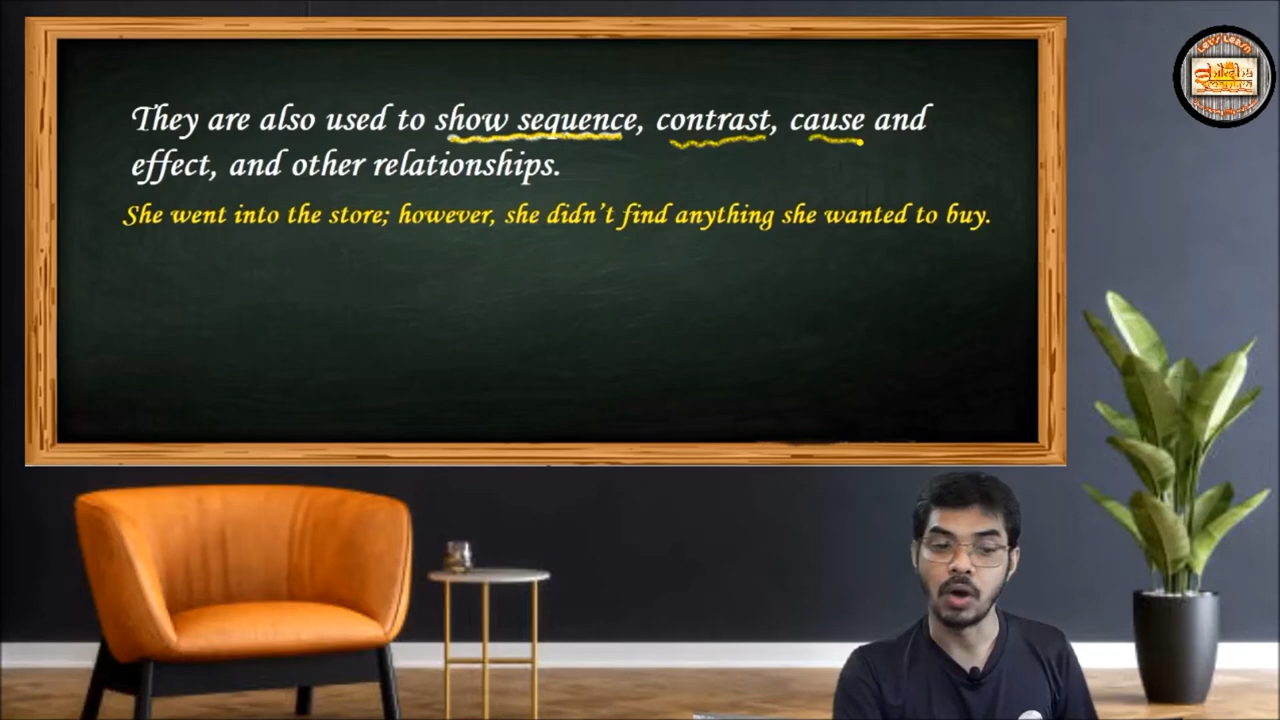 They are also used to show sequence, contrast, cause and
effect, and other relationships.
She went into the store; however, she didn't find anything she wanted to buy.